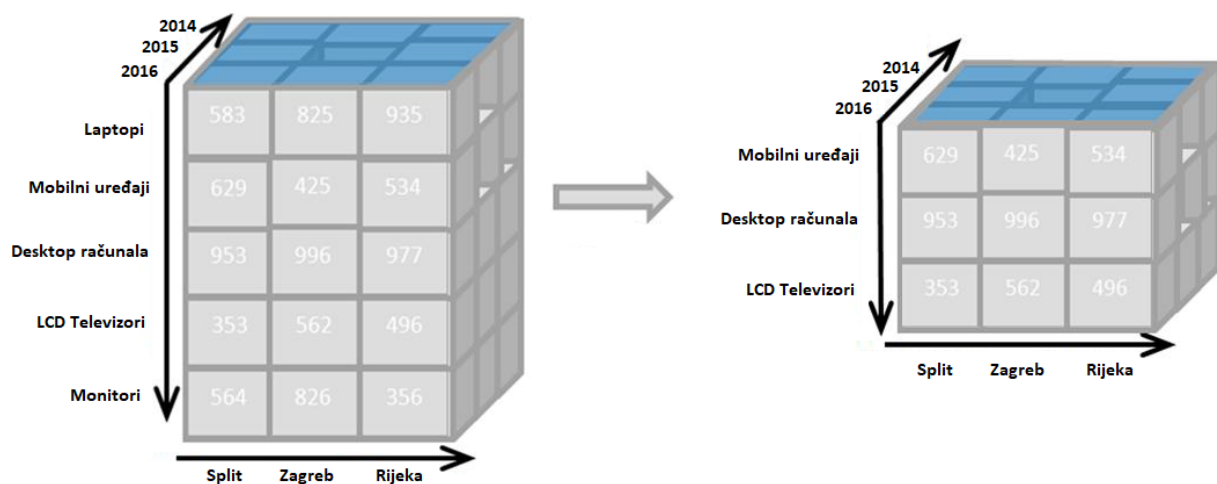 2014
2015
2016
Laptopi 583 825 935
Mobilni uređaji 629 425 534
Desktop računala 953 996 977
LCD Televizori 353 562 496
Monitori 564 826 356
Split Zagreb Rijeka
2014
2015
2016
Mobilni uređaji 629 425 534
Desktop računala 953 996 977
LCD Televizori 353 562 496
Split Zagreb Rijeka